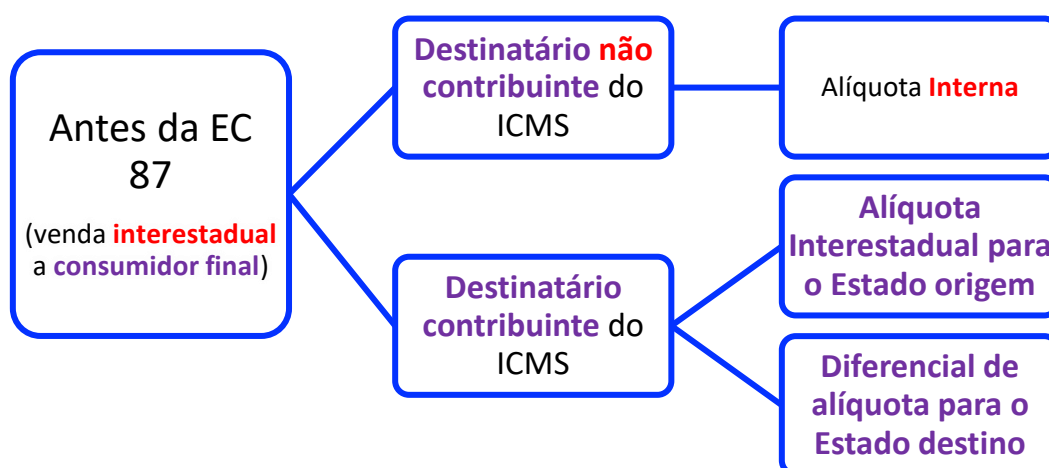 Antes da EC
87
(venda interestadual
a consumidor final)
Destinatário não
contribuinte do
ICMS
Alíquota Interna
Destinatário
contribuinte do
ICMS
Alíquota
Interestadual para
o Estado origem
Diferencial de
alíquota para o
Estado destino